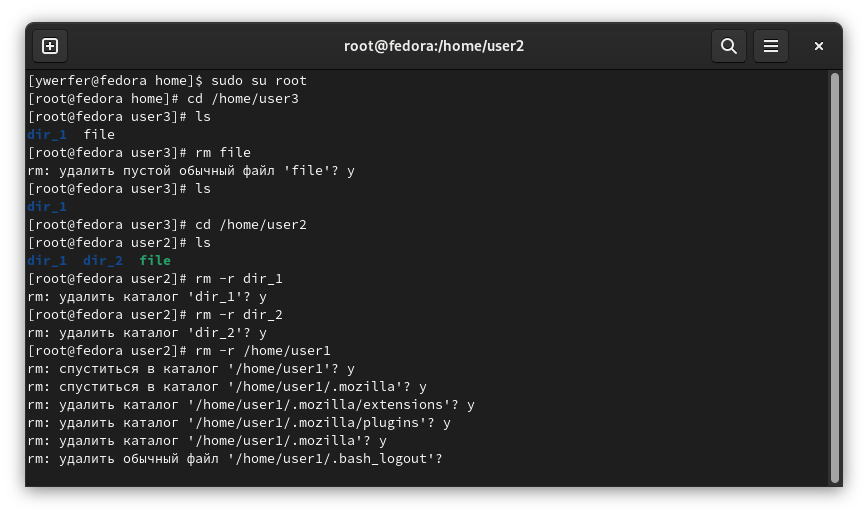 root@fedora:/home/user2
[ywerfer@fedora home]$ sudo su root
[root@fedora home]# cd /home/user3
[root@fedora user3]# ls
dir_1  file
[root@fedora user3]# rm file
rm: удалить пустой обычный файл 'file'? y
[root@fedora user3]# ls
dir_1
[root@fedora user3]# cd /home/user2
[root@fedora user2]# ls
dir_1  dir_2  file
[root@fedora user2]# rm -r dir_1
rm: удалить каталог 'dir_1'? y
[root@fedora user2]# rm -r dir_2
rm: удалить каталог 'dir_2'? y
[root@fedora user2]# rm -r /home/user1
rm: спуститься в каталог '/home/user1'? y
rm: спуститься в каталог '/home/user1/.mozilla'? y
rm: удалить каталог '/home/user1/.mozilla/extensions'? y
rm: удалить каталог '/home/user1/.mozilla/plugins'? y
rm: удалить каталог '/home/user1/.mozilla'? y
rm: удалить обычный файл '/home/user1/.bash_logout'?